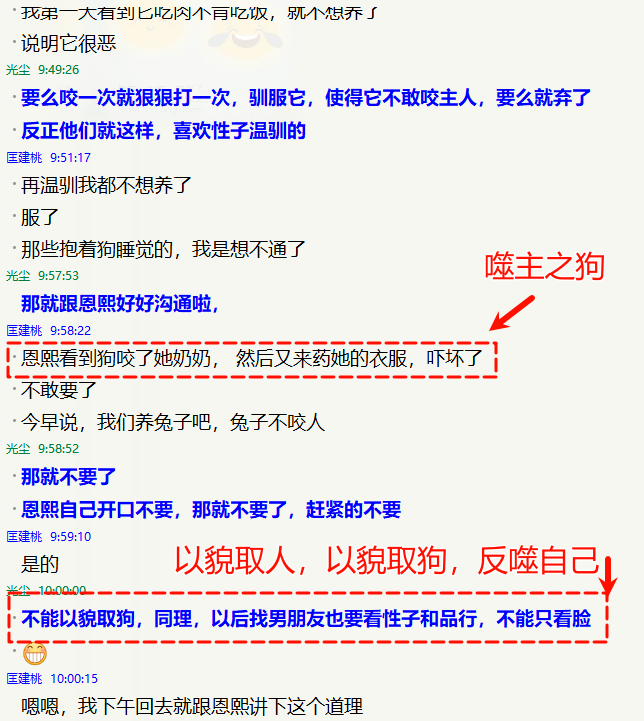 我第一天看到它吃肉不肯吃饭，就不想养了
说明它很恶
光尘 9:49:26
要么咬一次就狠狠打一次，驯服它，使得它不敢咬主人，要么就弃了
反正他们就这样，喜欢性子温驯的
匡建桃 9:51:17
再温驯我都不想养了
服了
那些抱着狗睡觉的，我是想不通了
光尘 9:57:53
那就跟恩熙好好沟通啦，
噬主之狗
匡建桃 9:58:22
恩熙看到狗咬了她奶奶， 然后又来药她的衣服，吓坏了
不敢要了
今早说，我们养兔子吧，兔子不咬人
光尘 9:58:52
那就不要了
恩熙自己开口不要，那就不要了，赶紧的不要
匡建桃 9:59:10
是的
以貌取人，以貌取狗，反噬自己
光尘 10:00:00
不能以貌取狗，同理，以后找男朋友也要看性子和品行，不能只看脸
匡建桃 10:00:15
嗯嗯，我下午回去就跟恩熙讲下这个道理